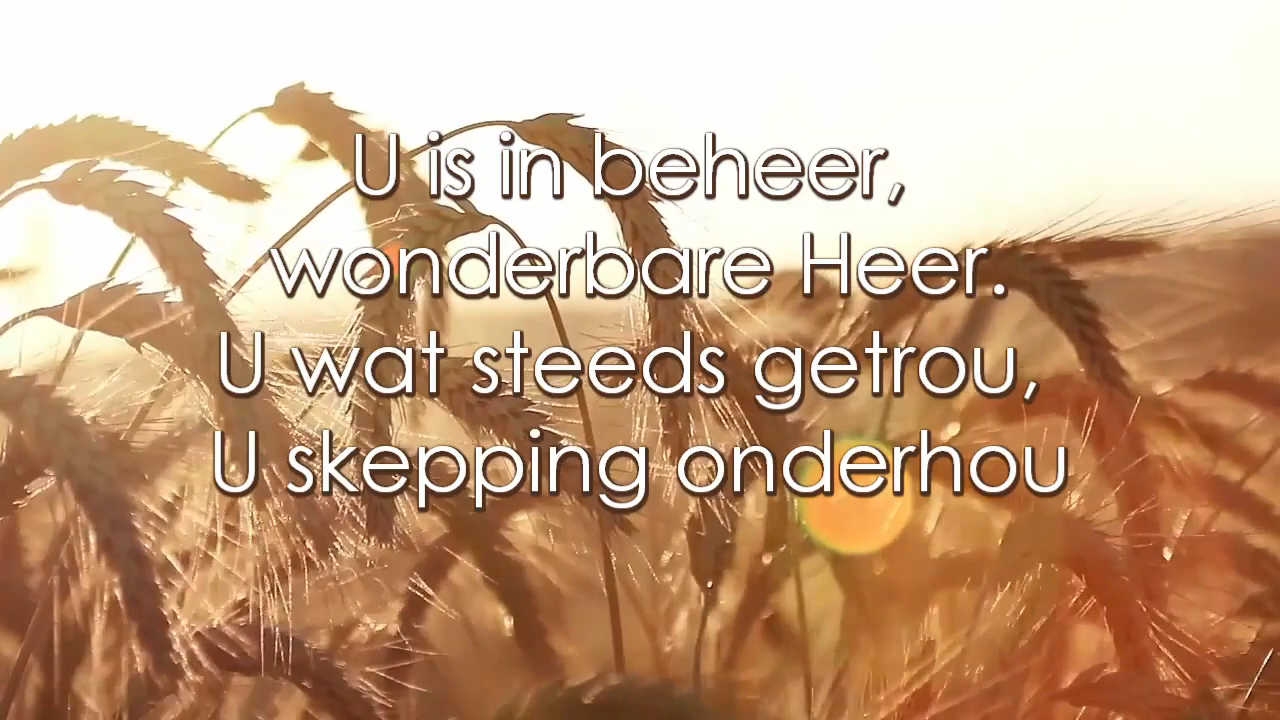 U is in beheer,
wonderbare Heer.
U wat steeds getrou,
U skepping onderhou